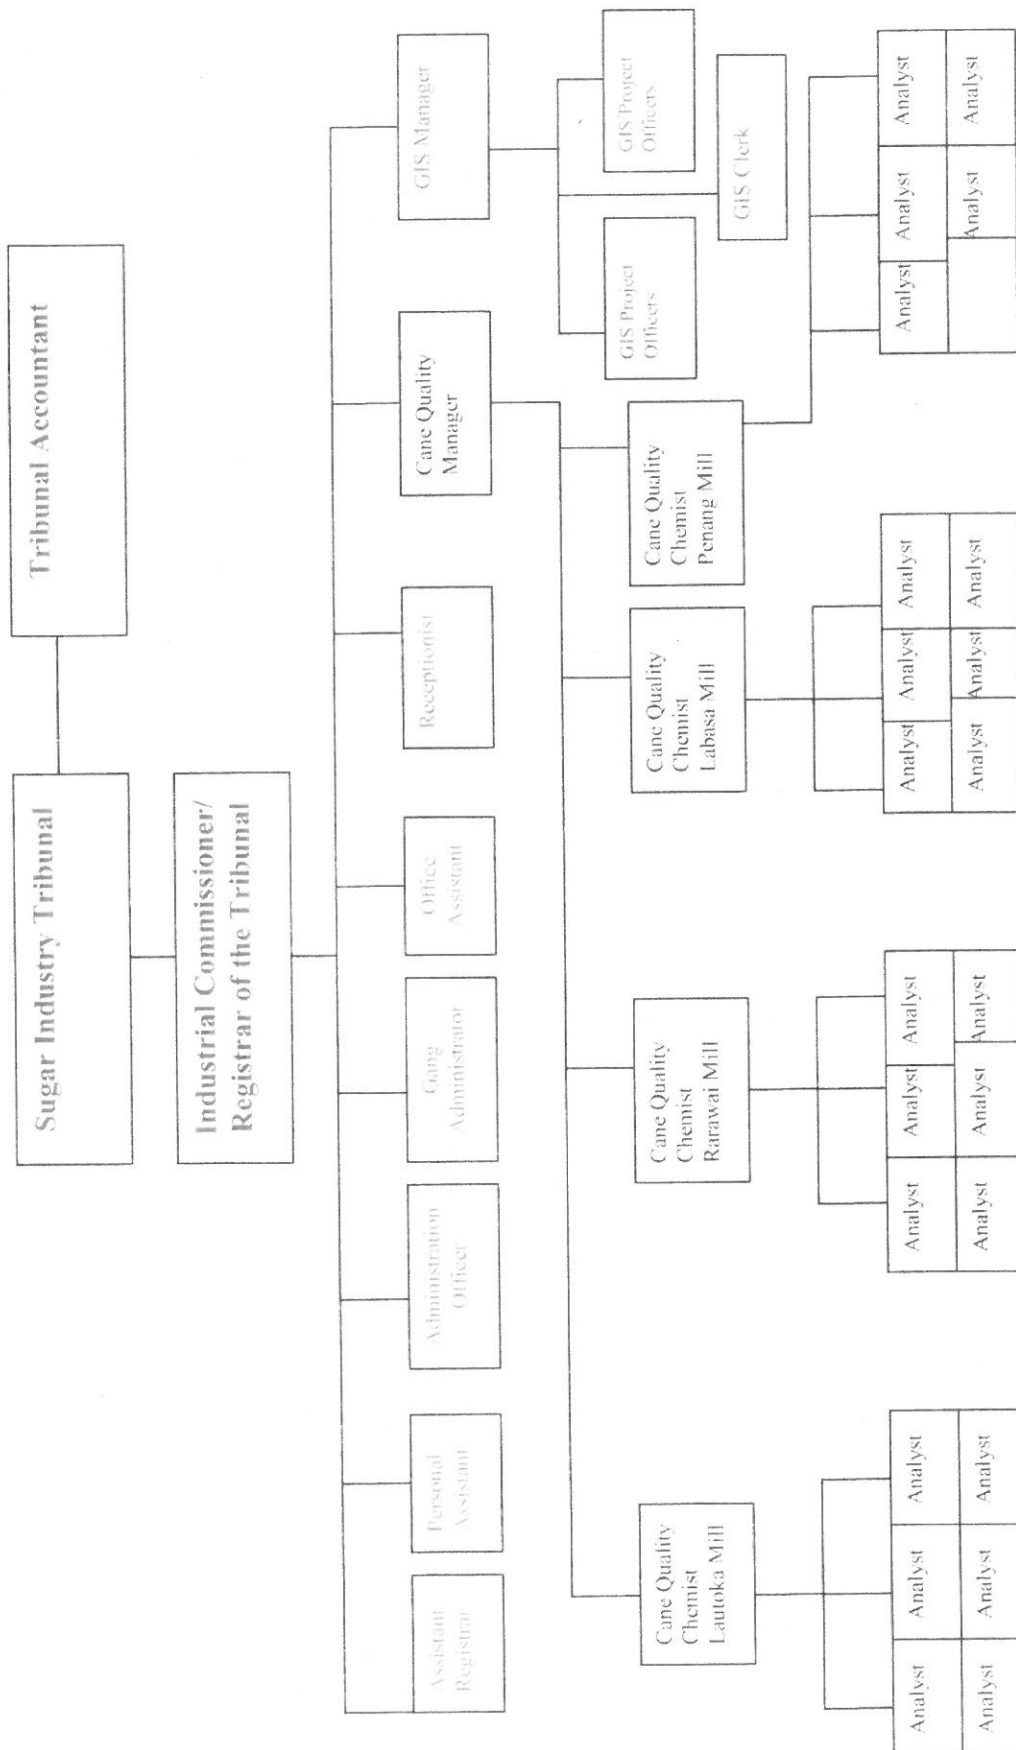 Sugar Industry Tribunal
Tribunal Accountant
Industrial Commissioner/
Registrar of the Tribunal
Assistant
Registrar
Personal
Assistant
Administration
Officer
Gang
Administrator
Office
Assistant
Receptionist
Cane Quality
Manager
GIS Manager
GIS Project
Officers
GIS Project
Officers
GIS Clerk
Cane Quality
Chemist
Lautoka Mill
Cane Quality
Chemist
Rarawai Mill
Cane Quality
Chemist
Labasa Mill
Cane Quality
Chemist
Penang Mill
Analyst Analyst Analyst
Analyst Analyst Analyst
Analyst Analyst Analyst
Analyst Analyst Analyst
Analyst Analyst Analyst
Analyst Analyst Analyst
Analyst Analyst Analyst
Analyst Analyst